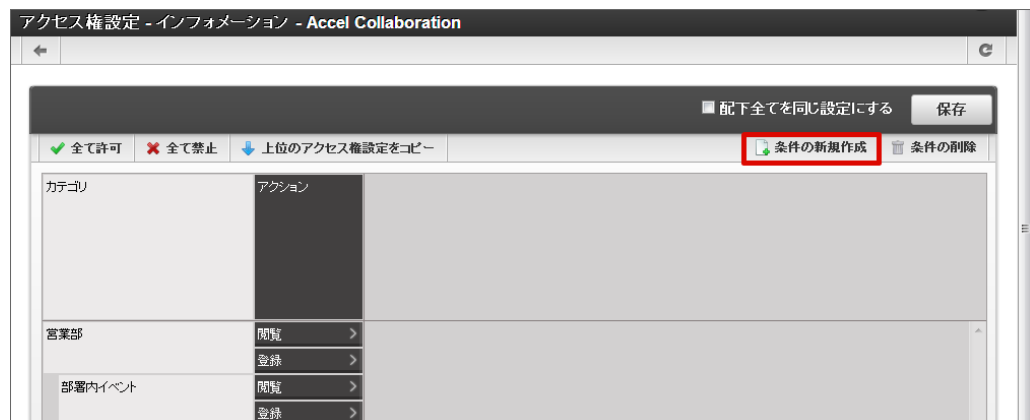 アクセス権設定 - インフォメーション - Accel Collaboration
配下全てを同じ設定にする 保存
全て許可 全て禁止 上位のアクセス権設定をコピー 条件の新規作成 条件の削除
カテゴリ アクション
営業部 閲覧
登録
部署内イベント 閲覧
登録